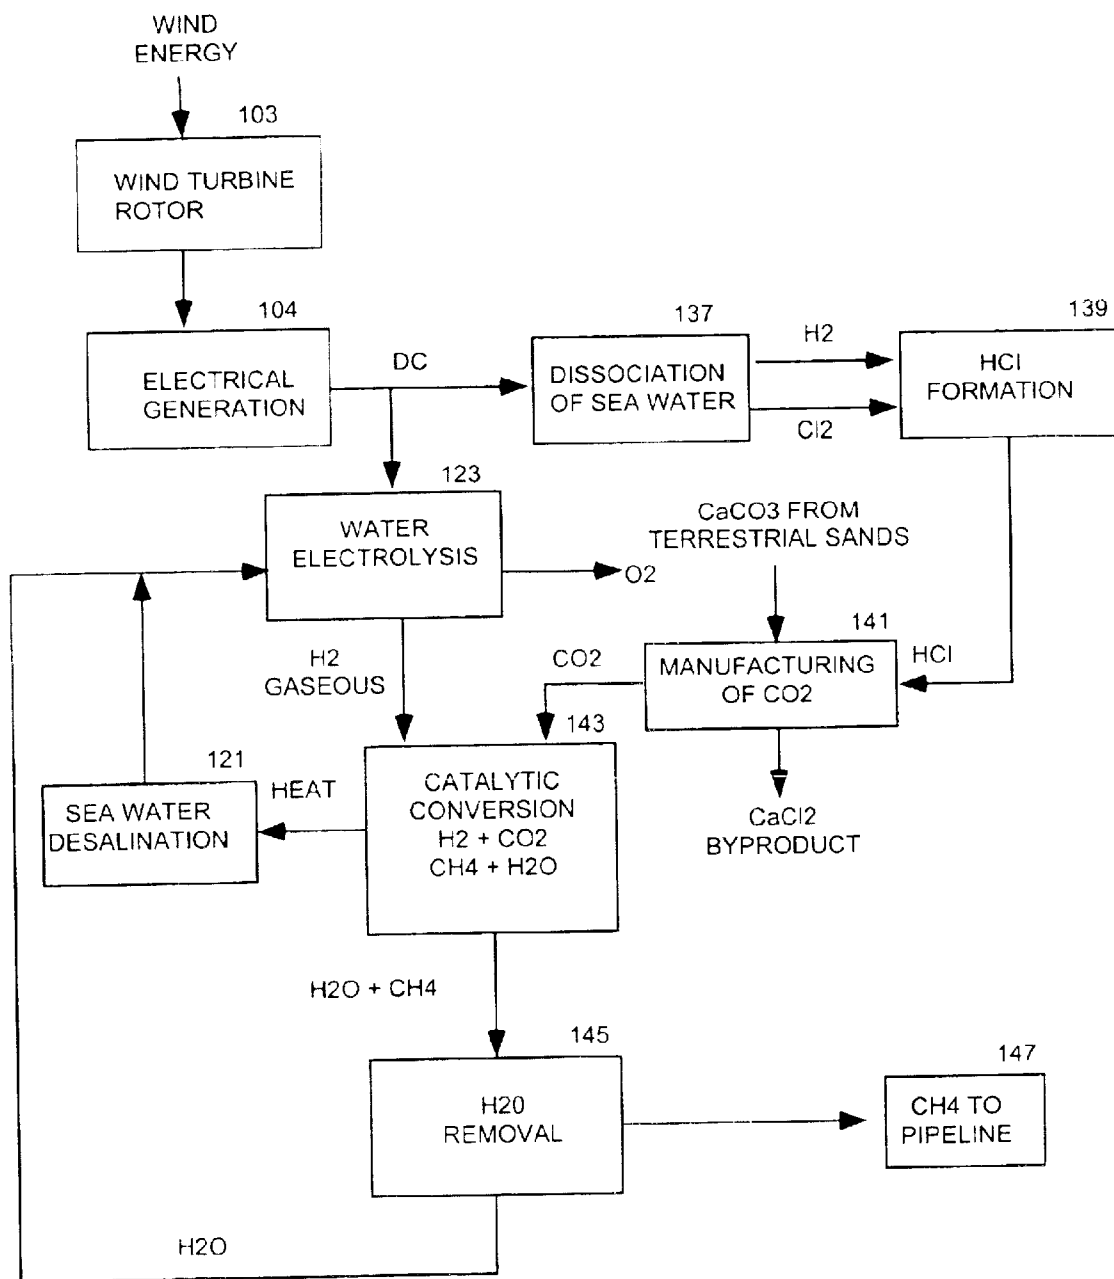 WIND
ENERGY
103
WIND TURBINE
ROTOR
104
ELECTRICAL
GENERATION
DC
137
DISSOCIATION
OF SEA WATER
H2
Cl2
139
HCl
FORMATION
123
WATER
ELECTROLYSIS
O2
CaCO3 FROM
TERRESTRIAL SANDS
141
MANUFACTURING
OF CO2
HCl
CO2
H2
GASEOUS
143
CATALYTIC
CONVERSION
H2 + CO2
CH4 + H2O
121
SEA WATER
DESALINATION
HEAT
CaCl2
BYPRODUCT
H2O + CH4
145
H20
REMOVAL
147
CH4 TO
PIPELINE
H2O